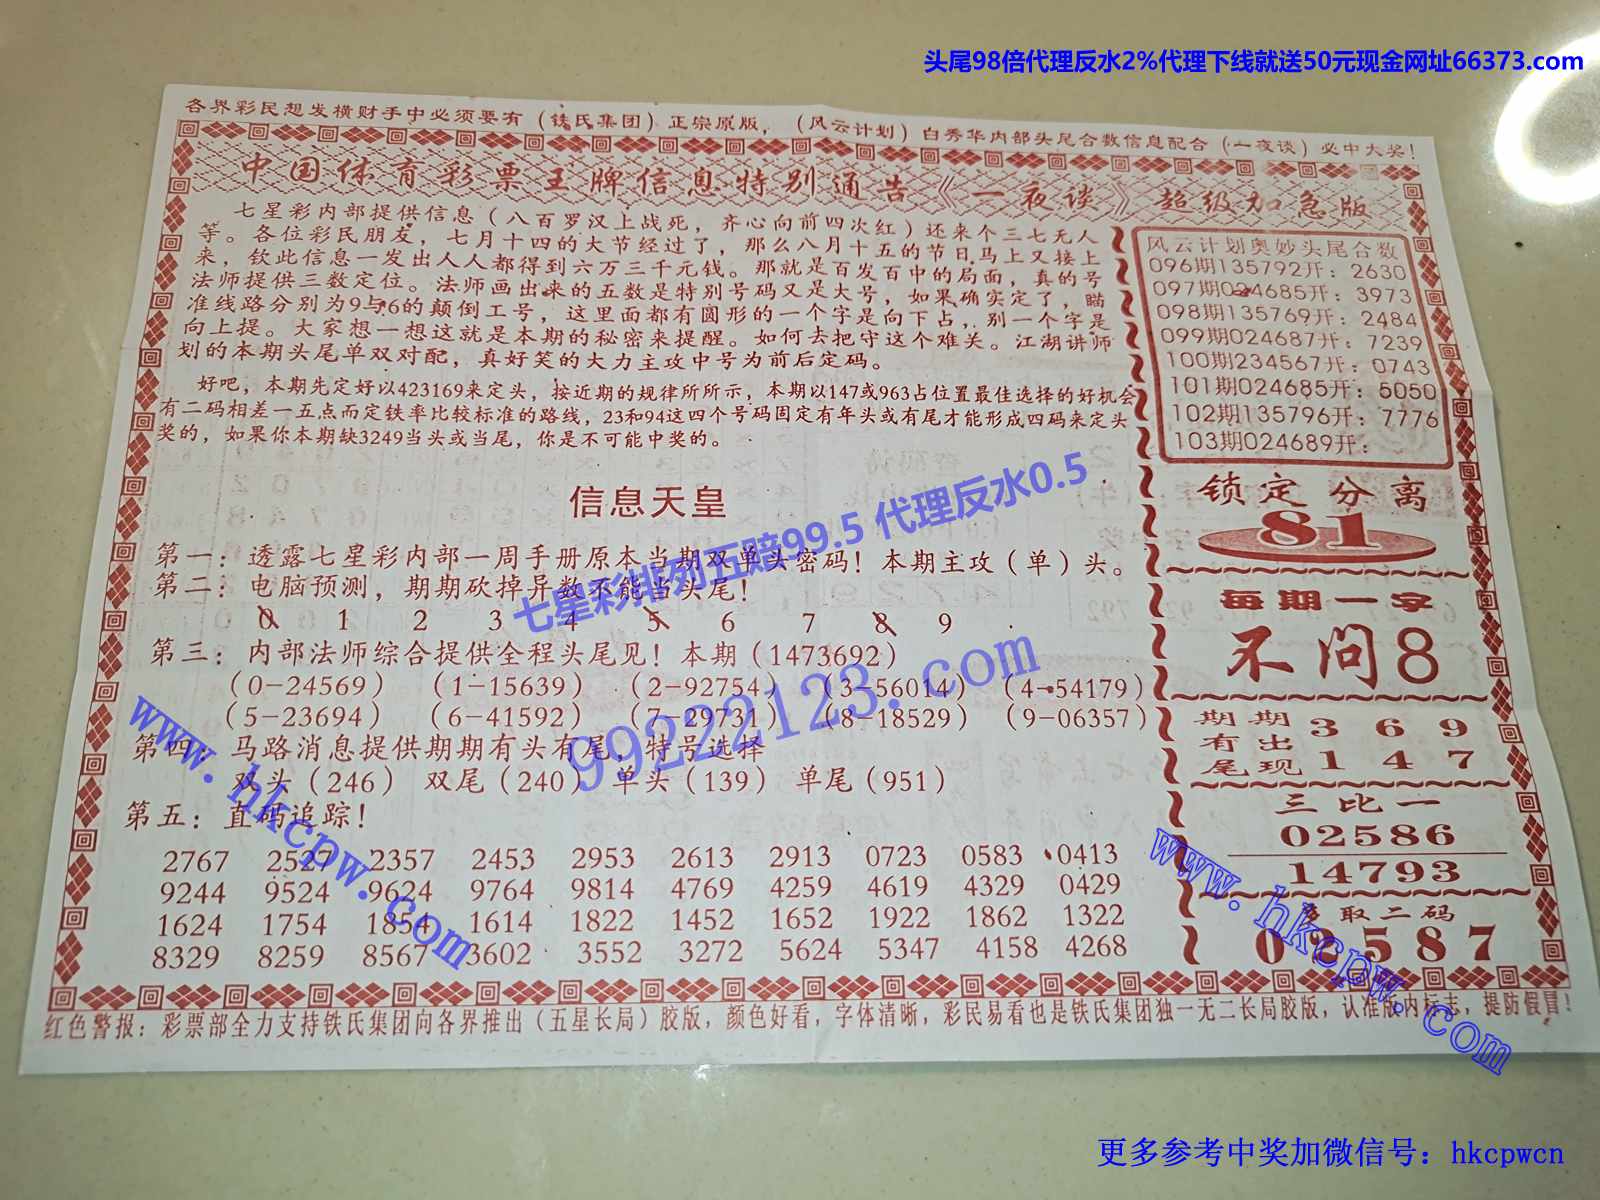 头尾98倍代理反水2%代理下线就送50元现金网址66373.com
各界彩民想发横财手中必须要有（铁氏集团）正宗原版，（风云计划）白秀华内部头尾合数信息配合（一夜谈）必中大奖！
中国体育彩票王牌信息特别通告《一夜谈》超级加急版
七星彩内部提供信息（八百罗汉上战死，齐心向前四次红）还来个三七无人
等。各位彩民朋友，七月十四的大节经过了，那么八月十五的节日马上又接上
来，钦此信息一发出人人都得到六万三千元钱。那就是百发百中的局面，真的号
法师提供三数定位。法师画出来的五数是特别号码又是大号，如果确实定了，瞄
准线路分别为9与6的颠倒工号，这里面都有圆形的一个字是向下占，别一个字是
向上提。大家想一想这就是本期的秘密来提醒。如何去把守这个难关。江湖讲师
划的本期头尾单双对配，真好笑的大力主攻中号为前后定码。
好吧，本期先定好以423169来定头，按近期的规律所所示，本期以147或963占位置最佳选择的好机会
有二码相差一五点而定铁率比较标准的路线，23和94这四个号码固定有年头或有尾才能形成四码来定头
奖的，如果你本期缺3249当头或当尾，你是不可能中奖的。
风云计划奥妙头尾合数
096期135792开：2630
097期024685开：3973
098期135769开：2484
099期024687开：7239
100期234567开：0743
101期024685开：5050
102期135796开：7776
103期024689开：
信息天皇
七星彩排列五赔99.5 代理反水0.5
第一：透露七星彩内部一周手册原本当期双单头密码！本期主攻（单）头。
第二：电脑预测，期期砍掉异数不能当头尾！
0 1 2 3 4 5 6 7 8 9
第三：内部法师综合提供全程头尾见！本期（1473692）
（0-24569） （1-15639） （2-92754） （3-56014） （4-54179）
（5-23694） （6-41592） （7-29731） （8-18529） （9-06357）
99222123.com
第四：马路消息提供期期有头有尾，特号选择
双头（246） 双尾（240） 单头（139） 单尾（951）
第五：直码追踪！
2767 2527 2357 2453 2953 2613 2913 0723 0583 0413
9244 9524 9624 9764 9814 4769 4259 4619 4329 0429
1624 1754 1854 1614 1822 1452 1652 1922 1862 1322
8329 8259 8567 3602 3552 3272 5624 5347 4158 4268
www.hkcpw.com
锁定分离
81
每期一字
不问8
期期 3 6 9
有出
尾现 1 4 7
三比一
02586
14793
www.hkcpw.com
多取二码
02587
红色警报：彩票部全力支持铁氏集团向各界推出（五星长局）胶版，颜色好看，字体清晰，彩民易看也是铁氏集团独一无二长局胶版，认准版内标志，提防假冒！
更多参考中奖加微信号：hkcpwcn